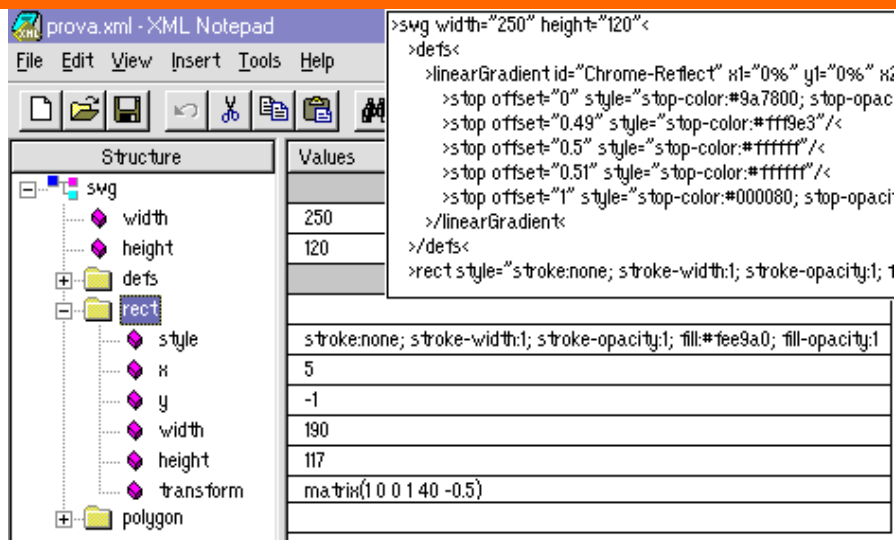 prova.xml - XML Notepad
File Edit View Insert Tools Help
>svg width="250" height="120"<
>defs<
>linearGradient id="Chrome-Reflect" x1="0%" y1="0%" x2
>stop offset="0" style="stop-color:#9a7800; stop-opac
>stop offset="0.49" style="stop-color:#fff9e3"/<
>stop offset="0.5" style="stop-color:#ffffff"/<
>stop offset="0.51" style="stop-color:#ffffff"/<
>stop offset="1" style="stop-color:#000080; stop-opacit
>/linearGradient<
>/defs<
>rect style="stroke:none; stroke-width:1; stroke-opacity:1; f
Structure Values
svg
width 250
height 120
defs
rect
style stroke:none; stroke-width:1; stroke-opacity:1; fill:#fee9a0; fill-opacity:1
x 5
y -1
width 190
height 117
transform matrix(1 0 0 1 40 -0.5)
polygon